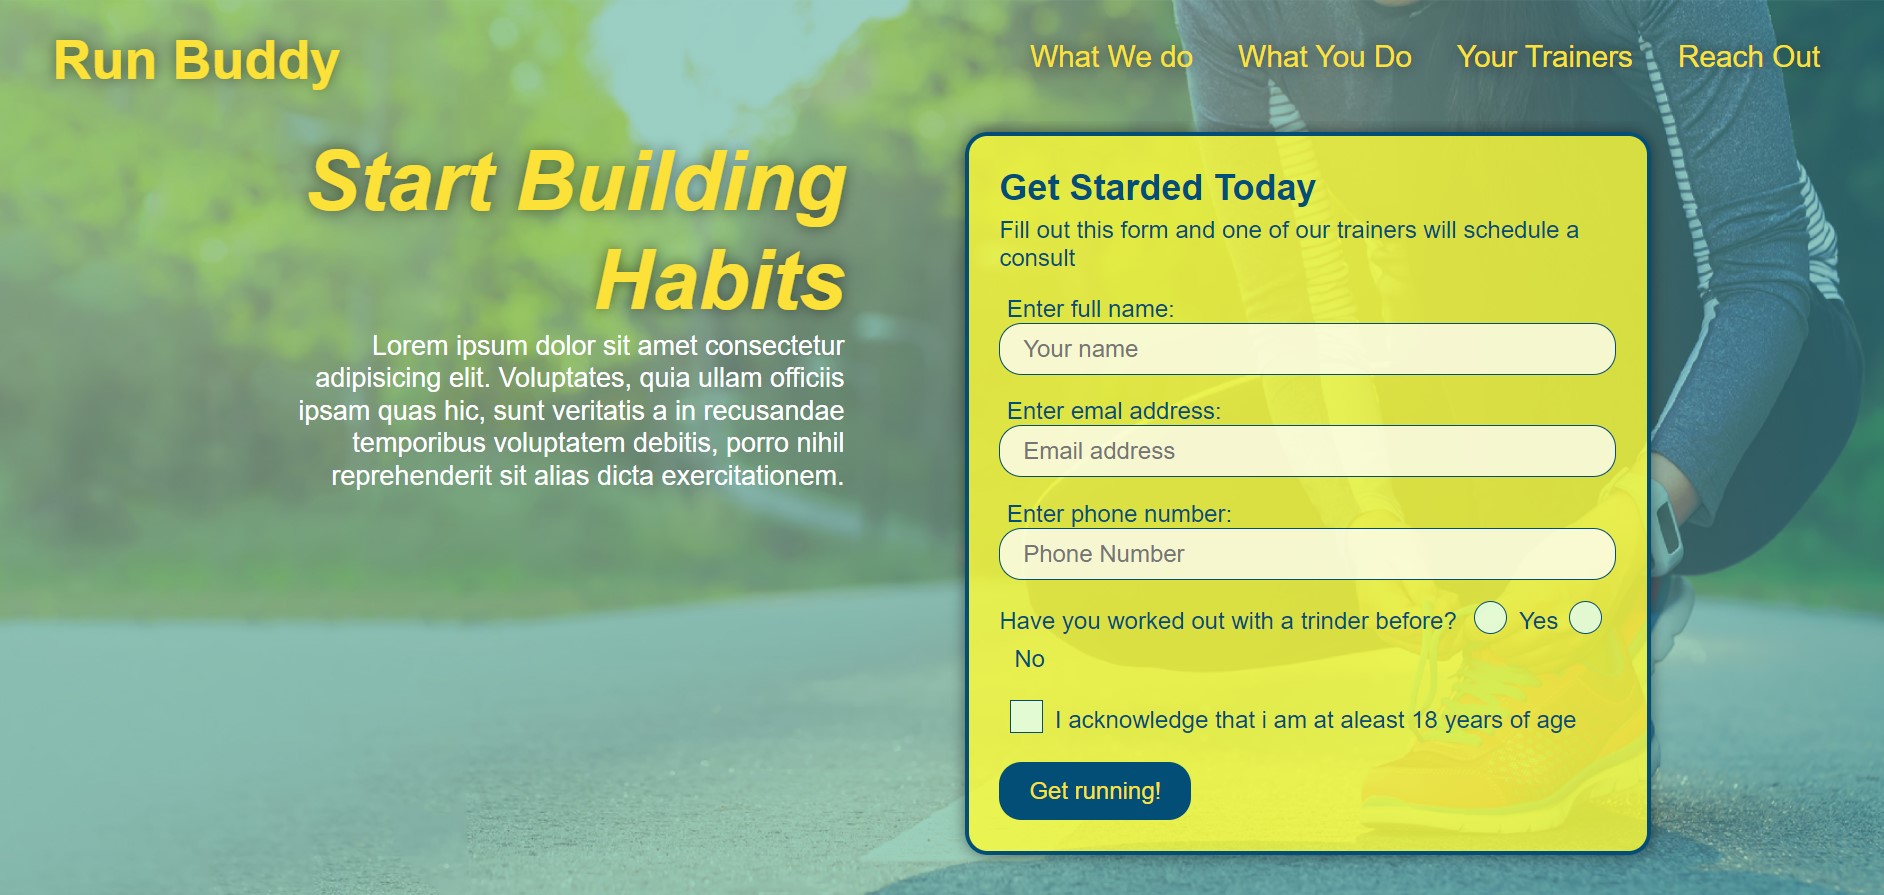 Run Buddy
What We do
What You Do
Your Trainers
Reach Out
Start Building
Habits
Lorem ipsum dolor sit amet consectetur
adipisicing elit. Voluptates, quia ullam officiis
ipsam quas hic, sunt veritatis a in recusandae
temporibus voluptatem debitis, porro nihil
reprehenderit sit alias dicta exercitationem.
Get Starded Today
Fill out this form and one of our trainers will schedule a
consult
Enter full name:
Your name
Enter emal address:
Email address
Enter phone number:
Phone Number
Have you worked out with a trinder before? Yes
No
I acknowledge that i am at aleast 18 years of age
Get running!